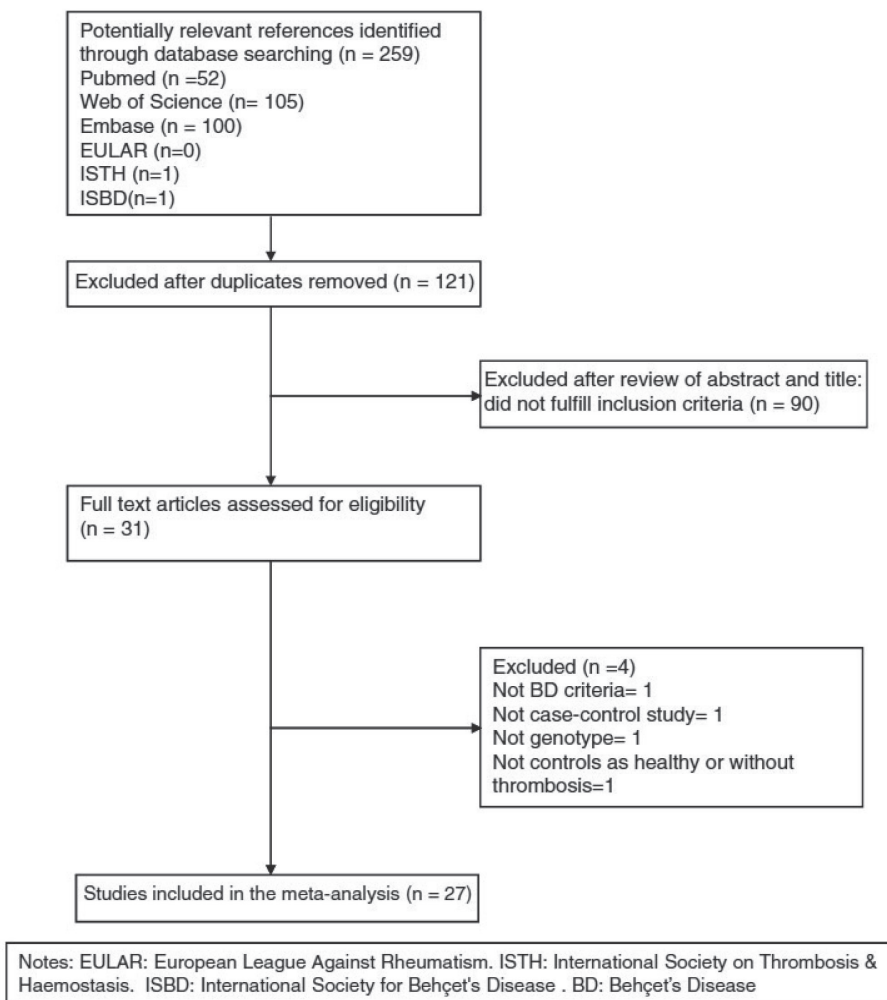 Potentially relevant references identified
through database searching (n = 259)
Pubmed (n =52)
Web of Science (n= 105)
Embase (n = 100)
EULAR (n=0)
ISTH (n=1)
ISBD(n=1)
Excluded after duplicates removed (n = 121)
Excluded after review of abstract and title:
did not fulfill inclusion criteria (n = 90)
Full text articles assessed for eligibility
(n = 31)
Excluded (n =4)
Not BD criteria= 1
Not case-control study= 1
Not genotype= 1
Not controls as healthy or without
thrombosis=1
Studies included in the meta-analysis (n = 27)
Notes: EULAR: European League Against Rheumatism. ISTH: International Society on Thrombosis &
Haemostasis. ISBD: International Society for Behçet's Disease . BD: Behçet's Disease